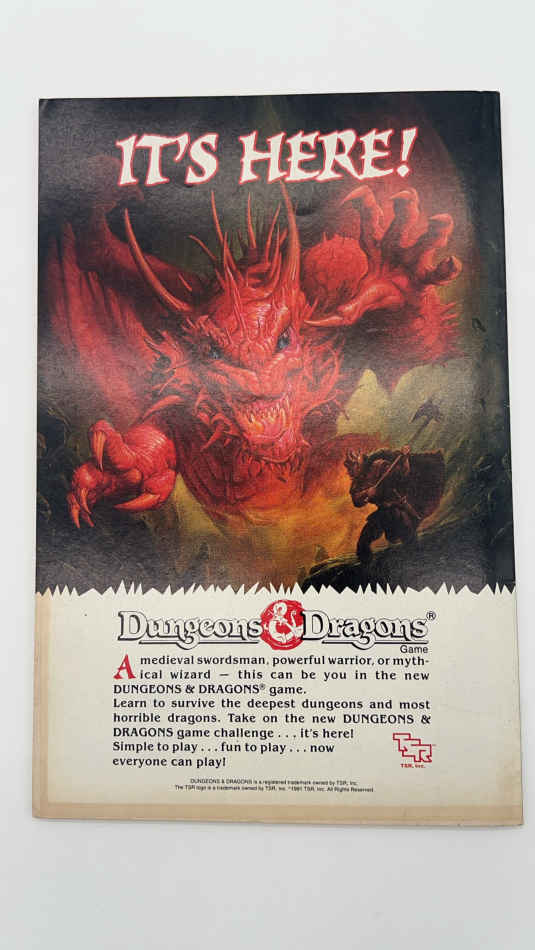 IT'S HERE!
Dungeons & Dragons®
Game
A medieval swordsman, powerful warrior, or myth-
ical wizard — this can be you in the new
DUNGEONS & DRAGONS® game.
Learn to survive the deepest dungeons and most
horrible dragons. Take on the new DUNGEONS &
DRAGONS game challenge . . . it's here!
Simple to play . . . fun to play . . . now
everyone can play!
TSR
TSR, Inc.
DUNGEONS & DRAGONS is a registered trademark owned by TSR, Inc.
The TSR logo is a trademark owned by TSR, Inc. ©1991 TSR, Inc. All Rights Reserved.